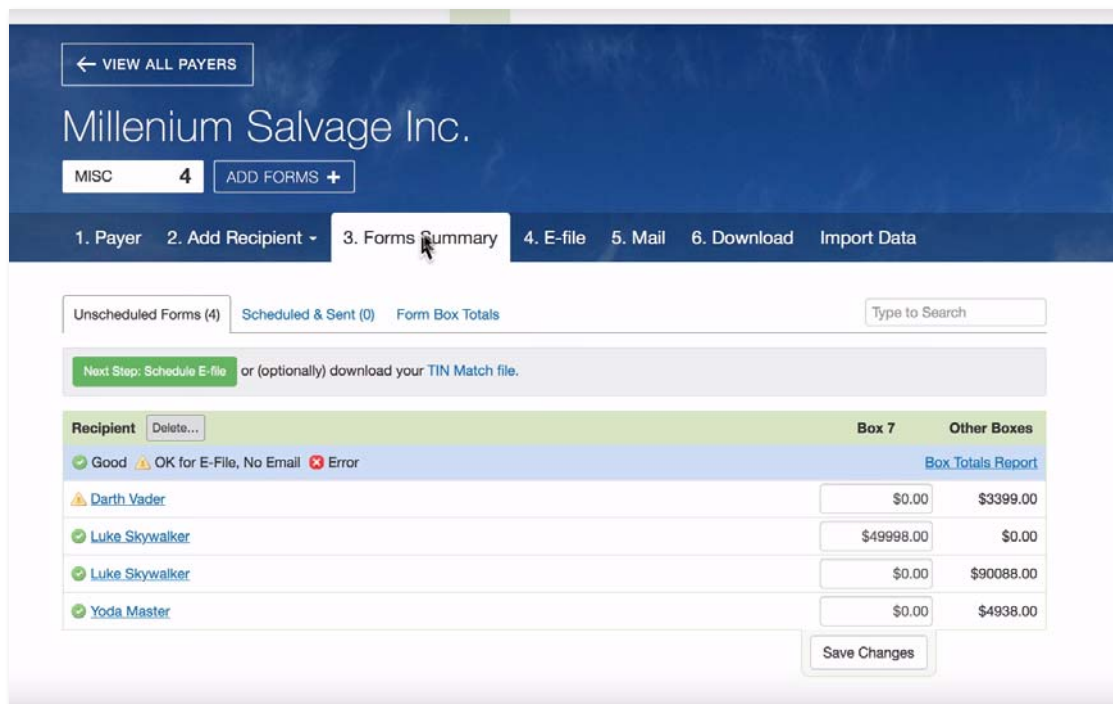 ← VIEW ALL PAYERS
Millenium Salvage Inc.
MISC 4 ADD FORMS +
1. Payer 2. Add Recipient 3. Forms Summary 4. E-file 5. Mail 6. Download Import Data
Unscheduled Forms (4) Scheduled & Sent (0) Form Box Totals Type to Search
Next Step: Schedule E-file or (optionally) download your TIN Match file.
Recipient Delete... Box 7 Other Boxes
Good OK for E-File, No Email Error Box Totals Report
Darth Vader $0.00 $3399.00
Luke Skywalker $49998.00 $0.00
Luke Skywalker $0.00 $90088.00
Yoda Master $0.00 $4938.00
Save Changes